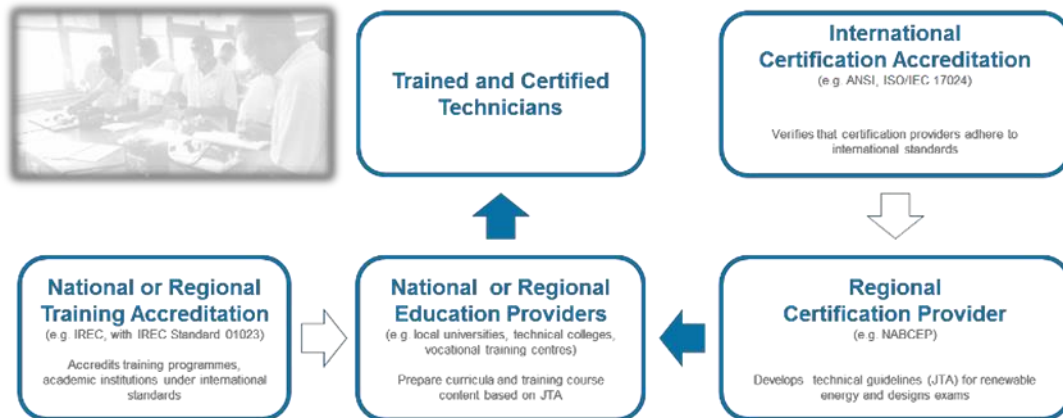 Trained and Certified
Technicians
International
Certification Accreditation
(e.g. ANSI, ISO/IEC 17024)
Verifies that certification providers adhere to
international standards
National or Regional
Training Accreditation
(e.g. IREC, with IREC Standard 01023)
Accredits training programmes,
academic institutions under international
standards
National or Regional
Education Providers
(e.g local universities, technical colleges,
vocational training centres)
Prepare curricula and training course
content based on JTA
Regional
Certification Provider
(e.g. NABCEP)
Develops technical guidelines (JTA) for renewable
energy and designs exams